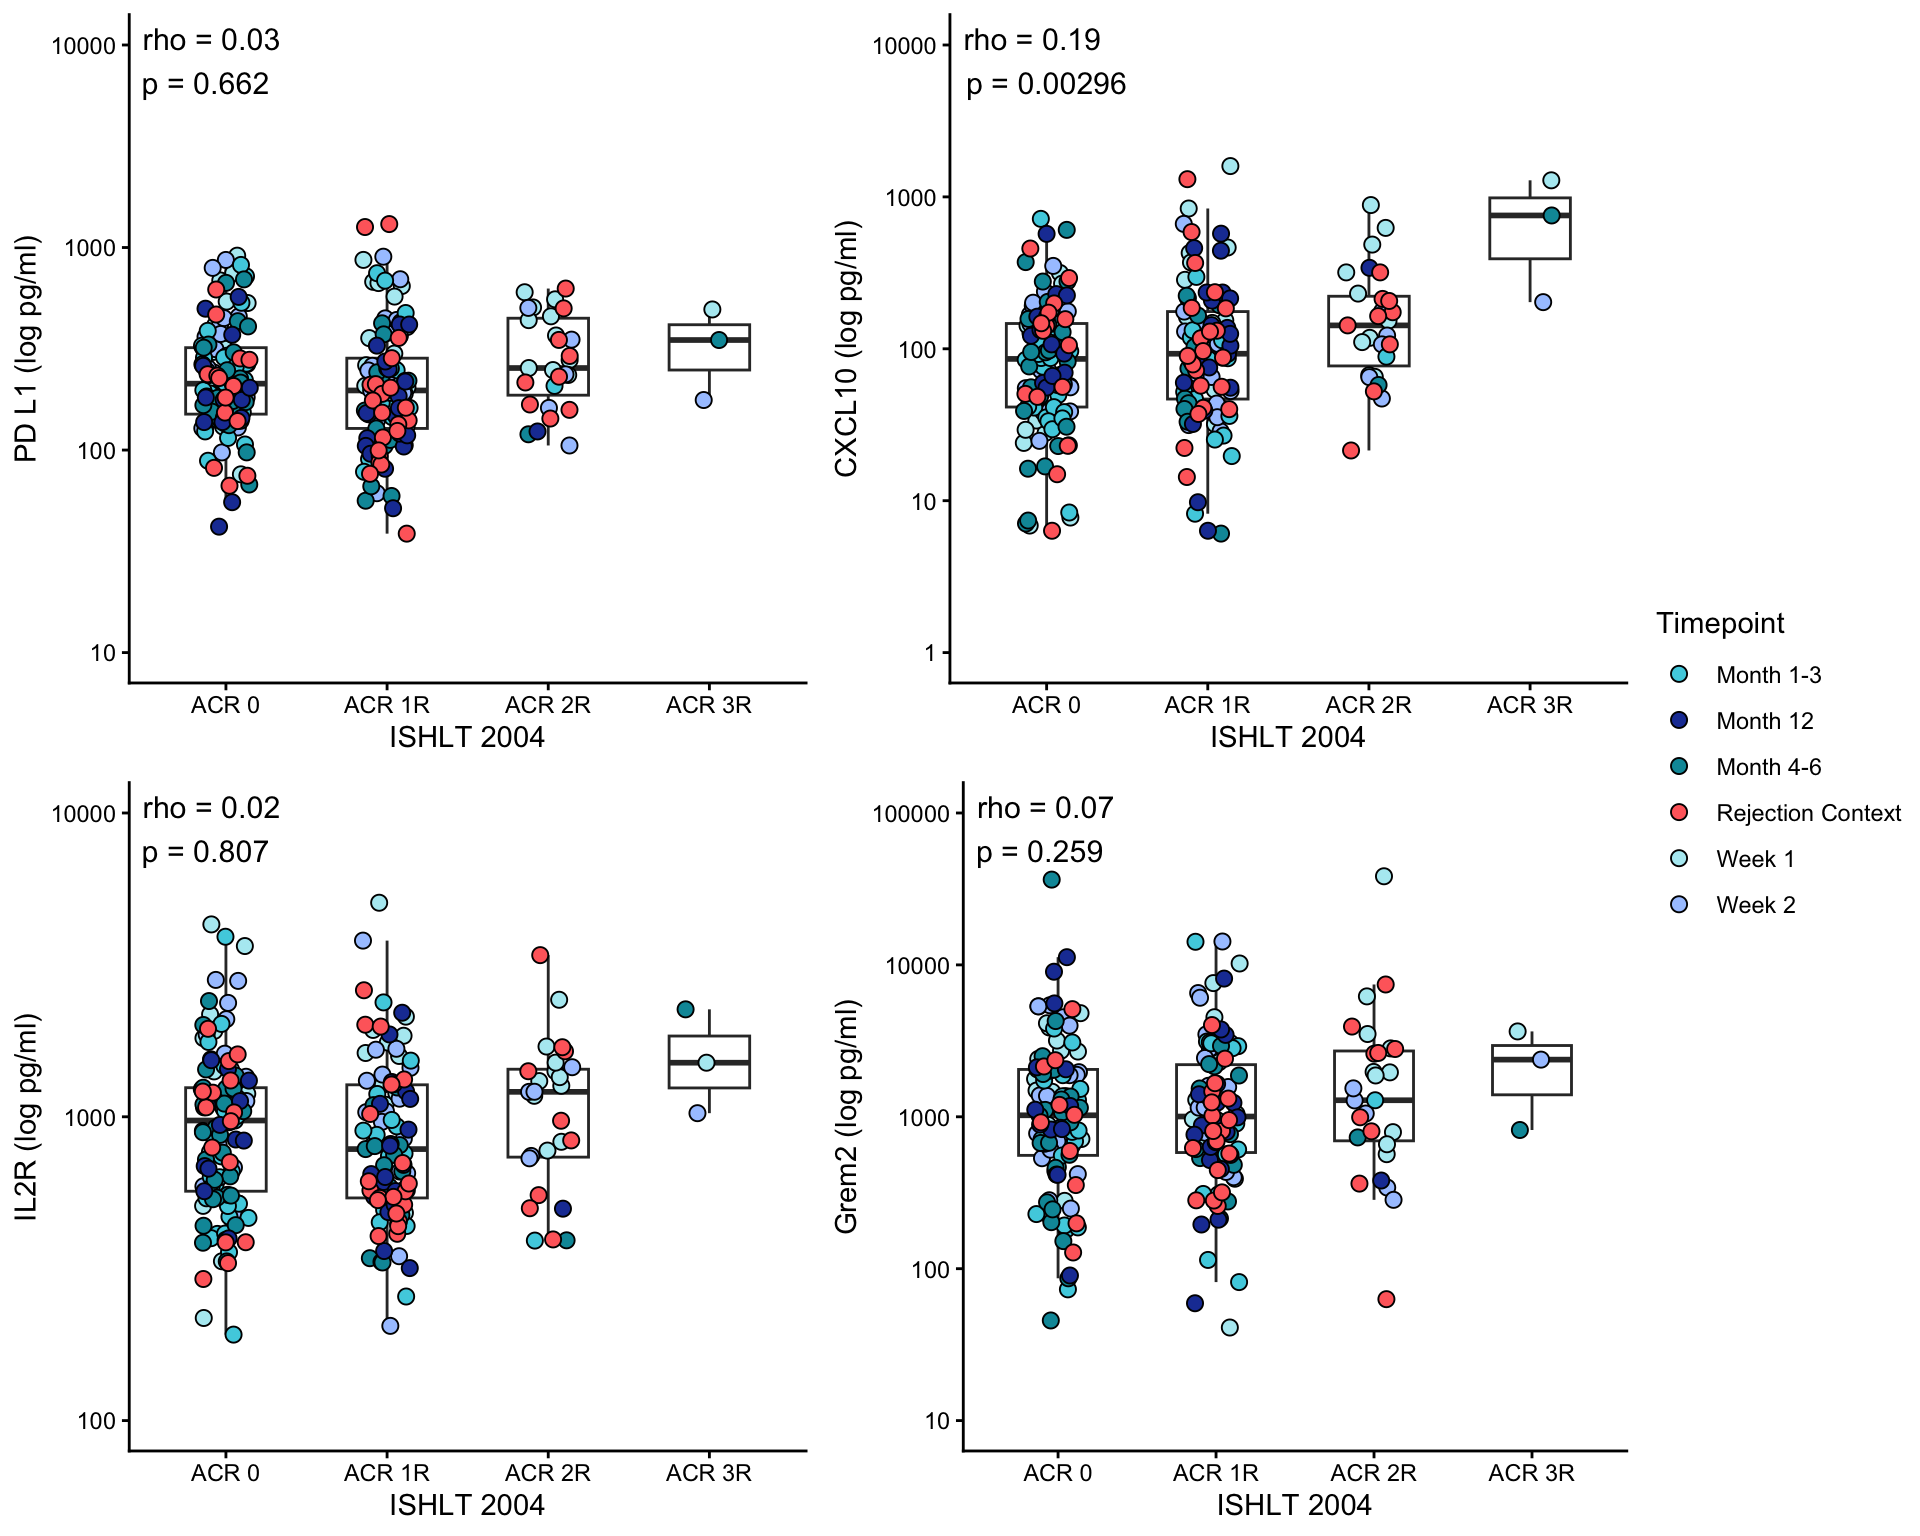 rho = 0.03
p = 0.662
10000
1000
100
10
PD L1 (log pg/ml)
ACR 0
ACR 1R
ACR 2R
ACR 3R
ISHLT 2004
rho = 0.19
p = 0.00296
10000
1000
100
10
1
CXCL10 (log pg/ml)
ACR 0
ACR 1R
ACR 2R
ACR 3R
ISHLT 2004
rho = 0.02
p = 0.807
10000
1000
100
IL2R (log pg/ml)
ACR 0
ACR 1R
ACR 2R
ACR 3R
ISHLT 2004
rho = 0.07
p = 0.259
100000
10000
1000
100
10
Grem2 (log pg/ml)
ACR 0
ACR 1R
ACR 2R
ACR 3R
ISHLT 2004
Timepoint
Month 1-3
Month 12
Month 4-6
Rejection Context
Week 1
Week 2